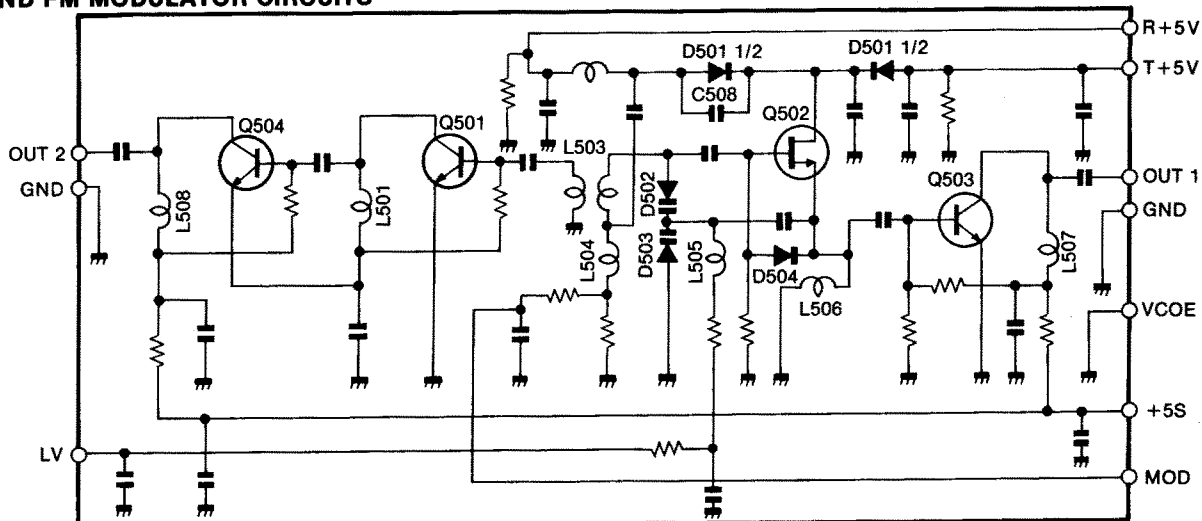 ND FM MODULATOR CIRCUITS
R+5V
D501 1/2
D501 1/2
T+5V
C508
Q502
Q504
Q501
OUT 2
L503
GND
Q503
OUT 1
D502
GND
L508
L501
L504
D503
L505
D504
L507
L506
VCOE
+5S
LV
MOD